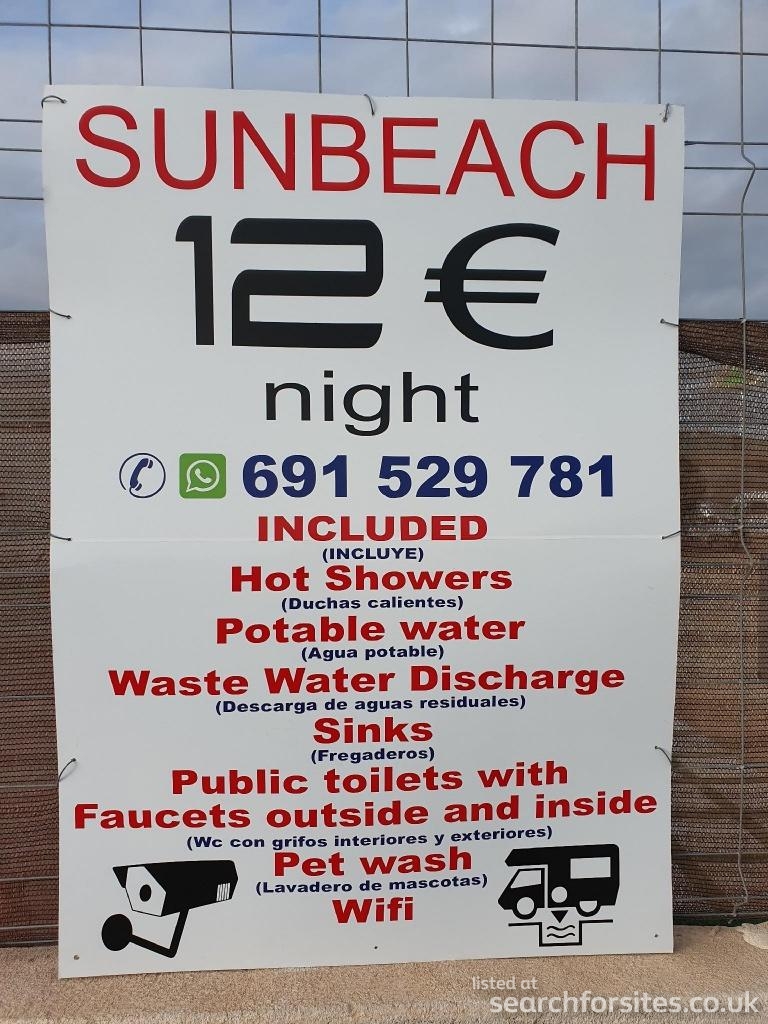 SUNBEACH
12 €
night
691 529 781
INCLUDED
(INCLUYE)
Hot Showers
(Duchas calientes)
Potable water
(Agua potable)
Waste Water Discharge
(Descarga de aguas residuales)
Sinks
(Fregaderos)
Public toilets with
Faucets outside and inside
(Wc con grifos interiores y exteriores)
Pet wash
(Lavadero de mascotas)
Wifi
listed at
searchforsites.co.uk